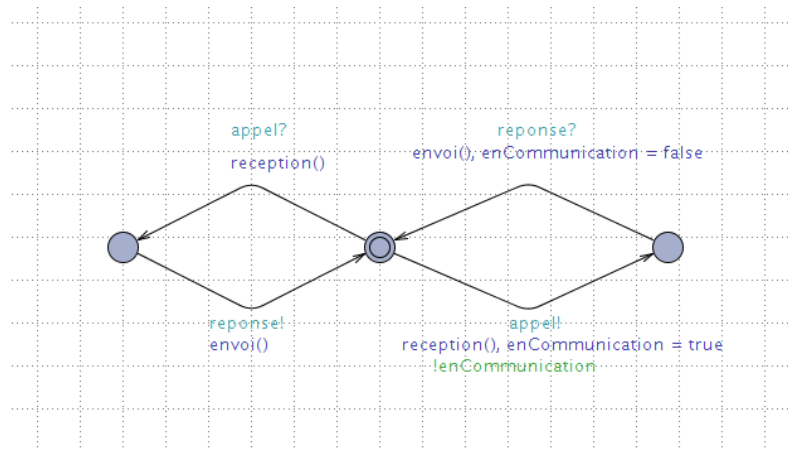 appel?
reception()
reponse?
envoi(), enCommunication = false
reponse!
envoi()
appel!
reception(), enCommunication = true
!enCommunication